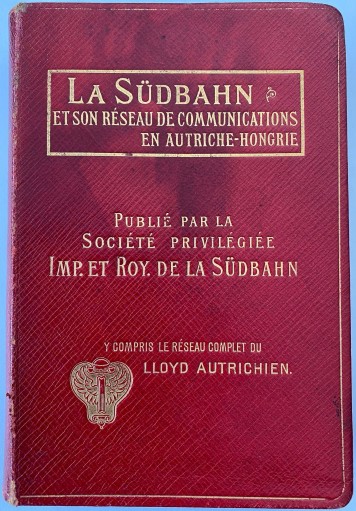 LA SÜDBAHN
ET SON RÉSEAU DE COMMUNICATIONS
EN AUTRICHE-HONGRIE
PUBLIÉ PAR LA
SOCIÉTÉ PRIVILÉGIÉE
IMP. ET ROY. DE LA SÜDBAHN
Y COMPRIS LE RÉSEAU COMPLET DU
LLOYD AUTRICHIEN.